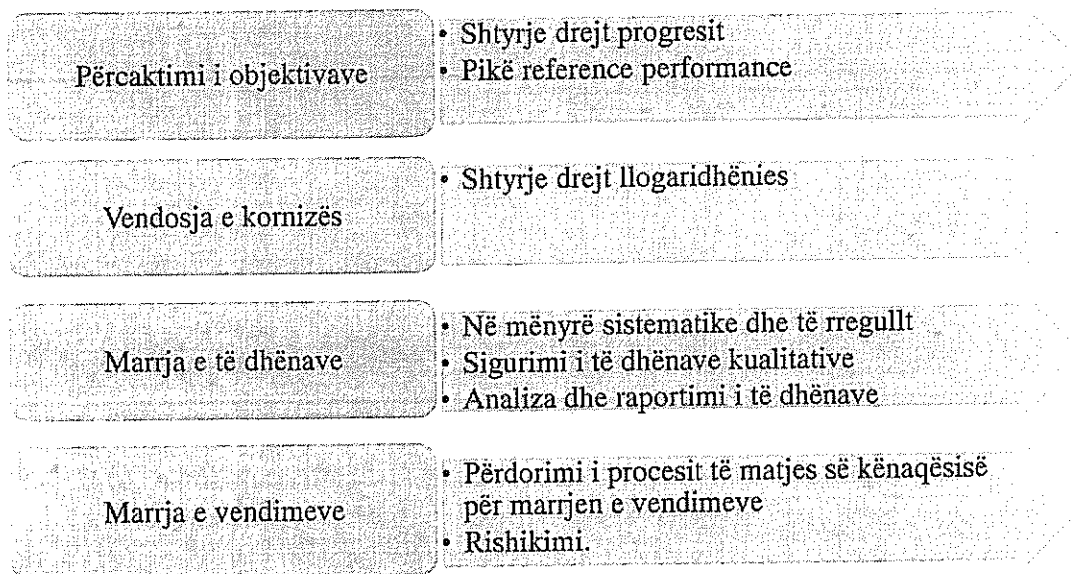 Përcaktimi i objektivave
• Shtyrje drejt progresit
• Pikë reference performance
Vendosja e kornizës
• Shtyrje drejt llogaridhënies
Marrja e të dhënave
• Në mënyrë sistematike dhe të rregullt
• Sigurimi i të dhënave kualitative
• Analiza dhe raportimi i të dhënave
Marrja e vendimeve
• Përdorimi i procesit të matjes së kënaqësisë
për marrjen e vendimeve
• Rishikimi.